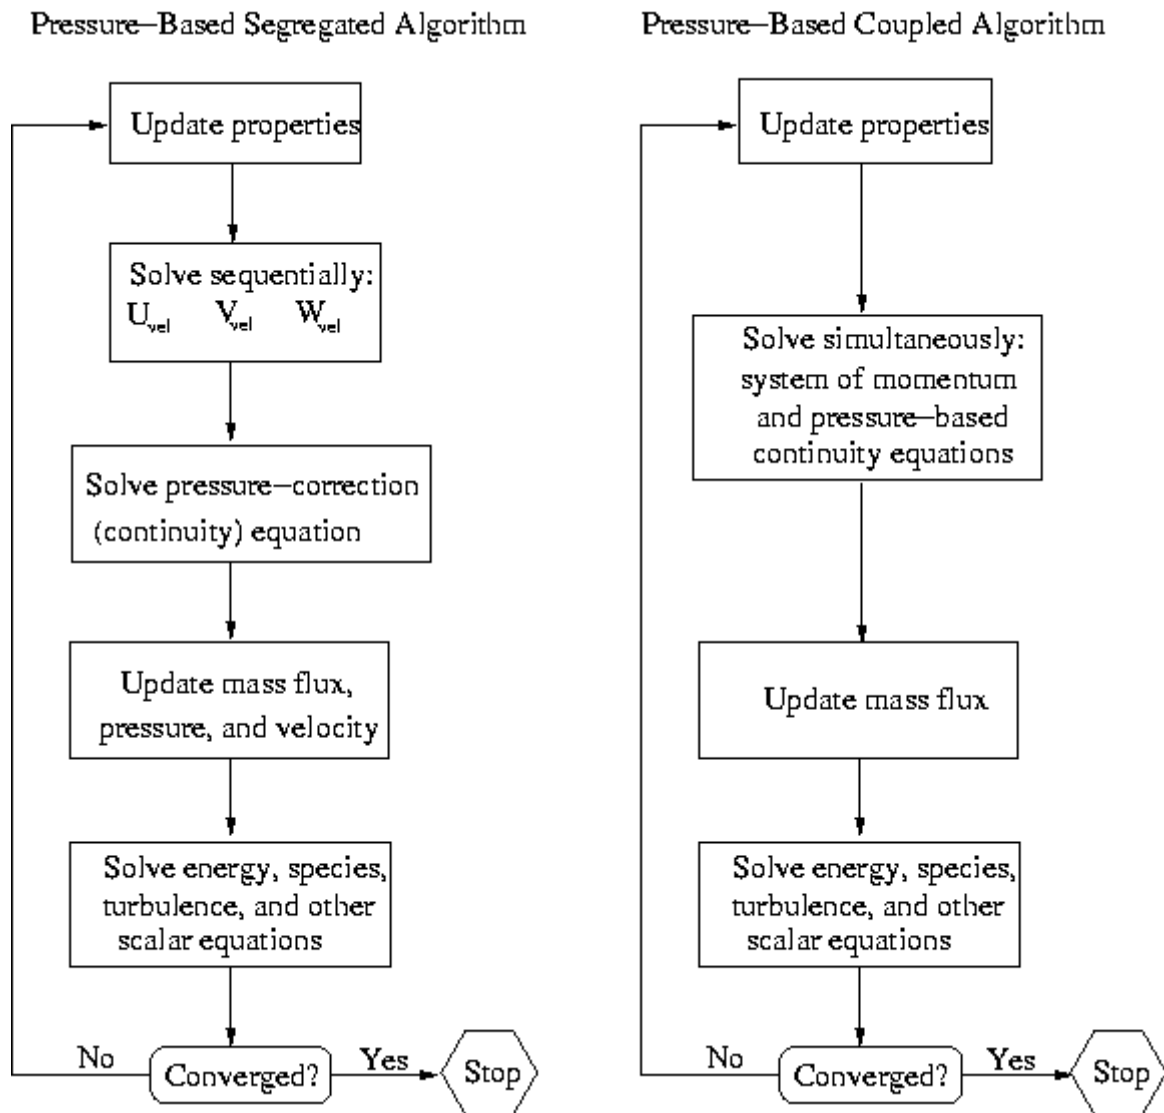 Pressure–Based Segregated Algorithm
Update properties
Solve sequentially:
Uvel Vvel Wvel
Solve pressure–correction
(continuity) equation
Update mass flux,
pressure, and velocity
Solve energy, species,
turbulence, and other
scalar equations
No
Converged?
Yes
Stop
Pressure–Based Coupled Algorithm
Update properties
Solve simultaneously:
system of momentum
and pressure–based
continuity equations
Update mass flux
Solve energy, species,
turbulence, and other
scalar equations
No
Converged?
Yes
Stop